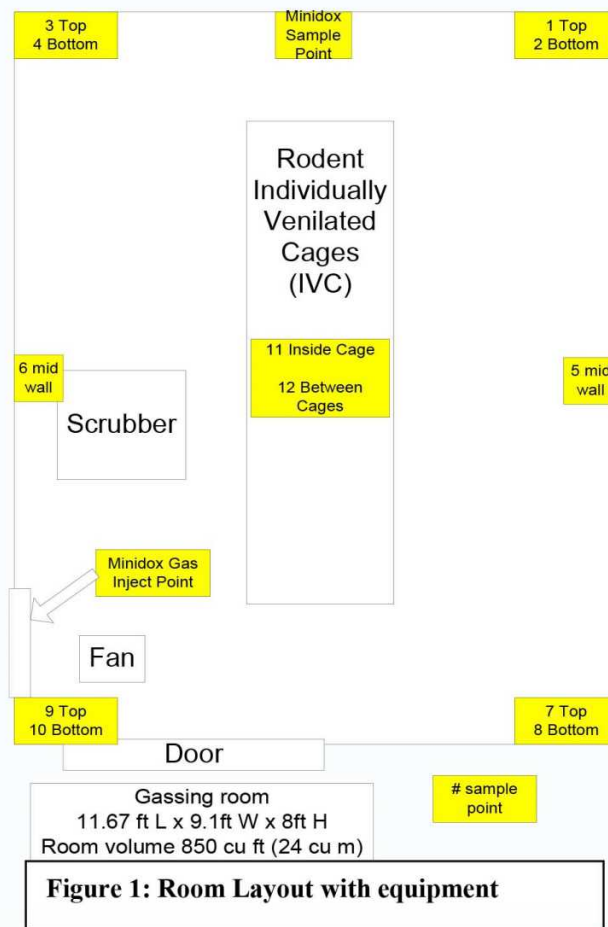 3 Top
4 Bottom
Minidox
Sample
Point
1 Top
2 Bottom
Rodent
Individually
Venilated
Cages
(IVC)
11 Inside Cage
12 Between
Cages
6 mid
wall
5 mid
wall
Scrubber
Minidox Gas
Inject Point
Fan
9 Top
10 Bottom
7 Top
8 Bottom
Door
# sample
point
Gassing room
11.67 ft L x 9.1ft W x 8ft H
Room volume 850 cu ft (24 cu m)
Figure 1: Room Layout with equipment